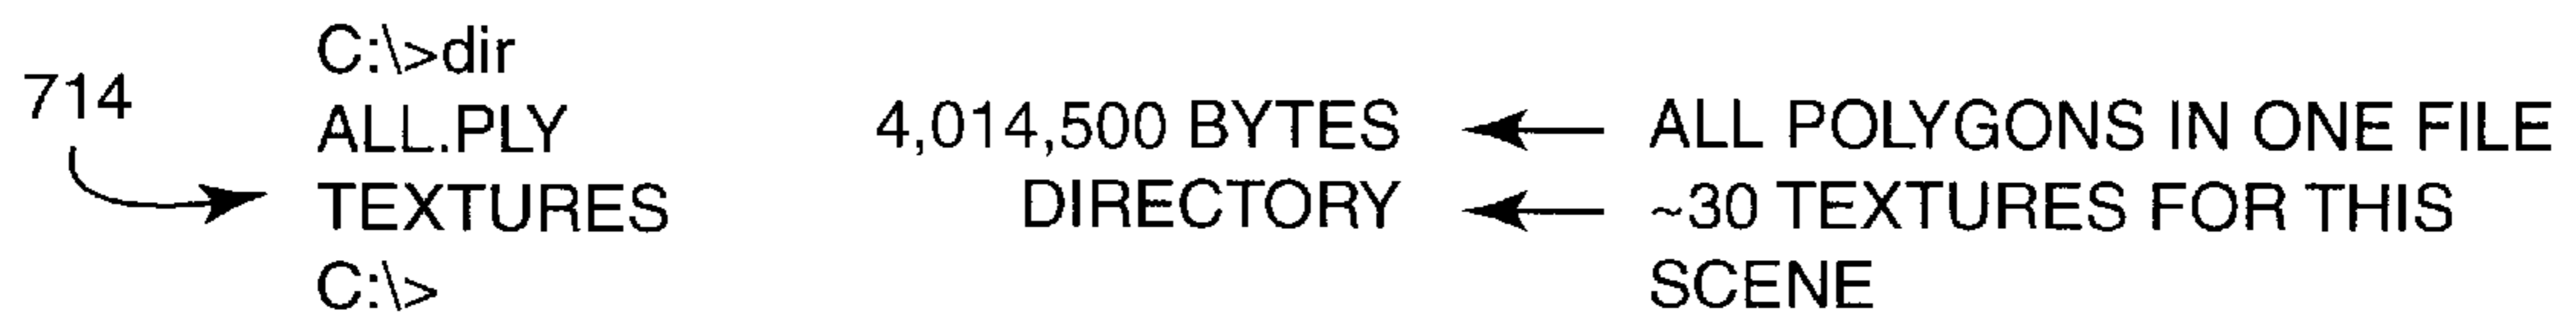 714
C:\>dir
ALL.PLY 4,014,500 BYTES ALL POLYGONS IN ONE FILE
TEXTURES DIRECTORY ~30 TEXTURES FOR THIS
SCENE
C:\>